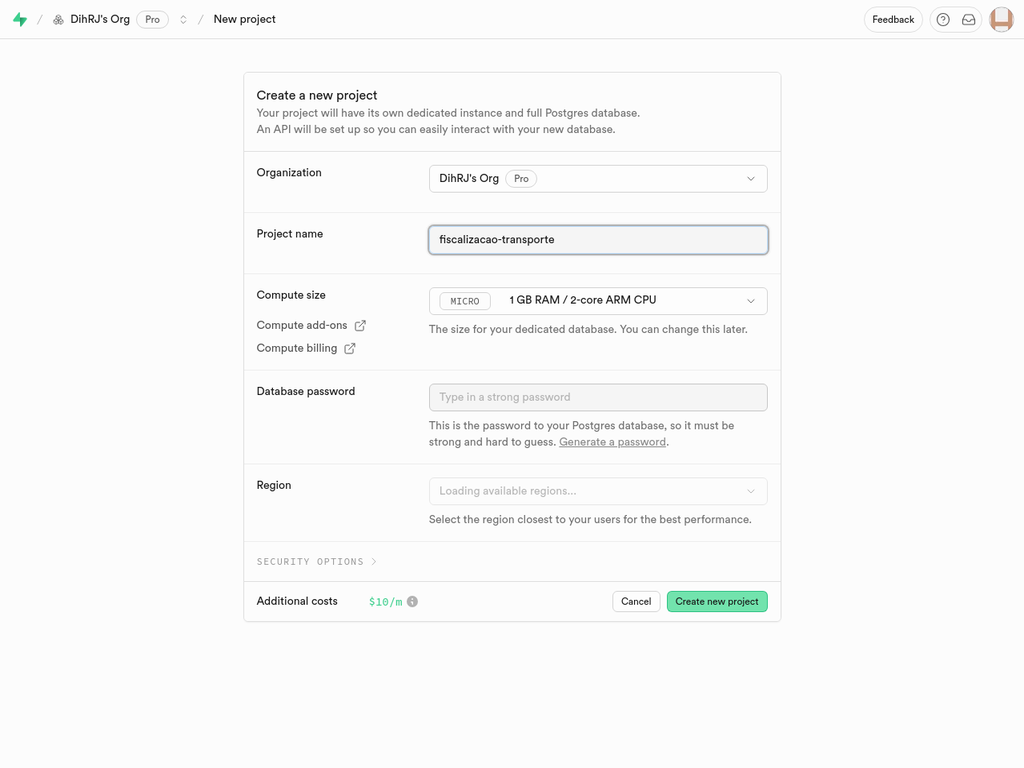 DihRJ's Org Pro New project Feedback
Create a new project
Your project will have its own dedicated instance and full Postgres database.
An API will be set up so you can easily interact with your new database.
Organization
DihRJ's Org Pro
Project name
fiscalizacao-transporte
Compute size
MICRO 1 GB RAM / 2-core ARM CPU
Compute add-ons
The size for your dedicated database. You can change this later.
Compute billing
Database password
Type in a strong password
This is the password to your Postgres database, so it must be
strong and hard to guess. Generate a password.
Region
Loading available regions...
Select the region closest to your users for the best performance.
SECURITY OPTIONS
Additional costs $10/m Cancel Create new project